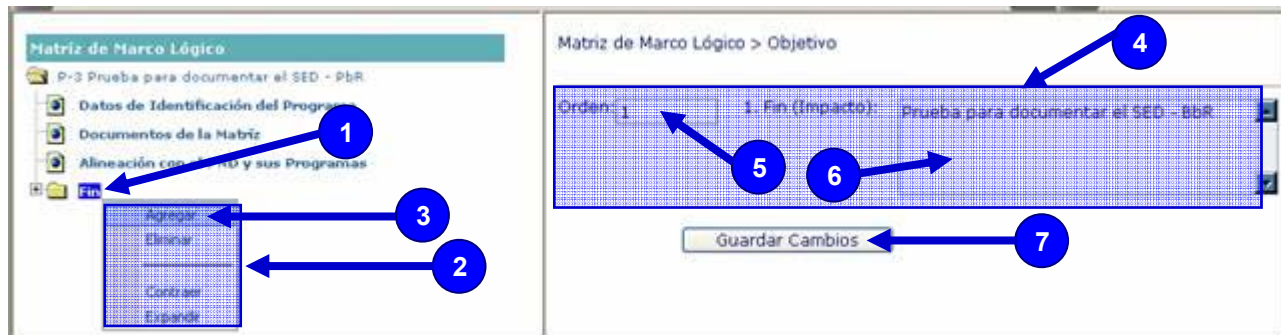 Matriz de Marco Lógico
P-3 Prueba para documentar el SED - PbR
Datos de Identificación del Programa
Documentos de la Matriz
1
Alineación con el PND y sus Programas
Fin
Agregar
3
Eliminar
2
Contraer
Expandir
Matriz de Marco Lógico > Objetivo
4
Orden: 1
1. Fin (Impacto):
Prueba para documentar el SED - BbR
5
6
Guardar Cambios
7